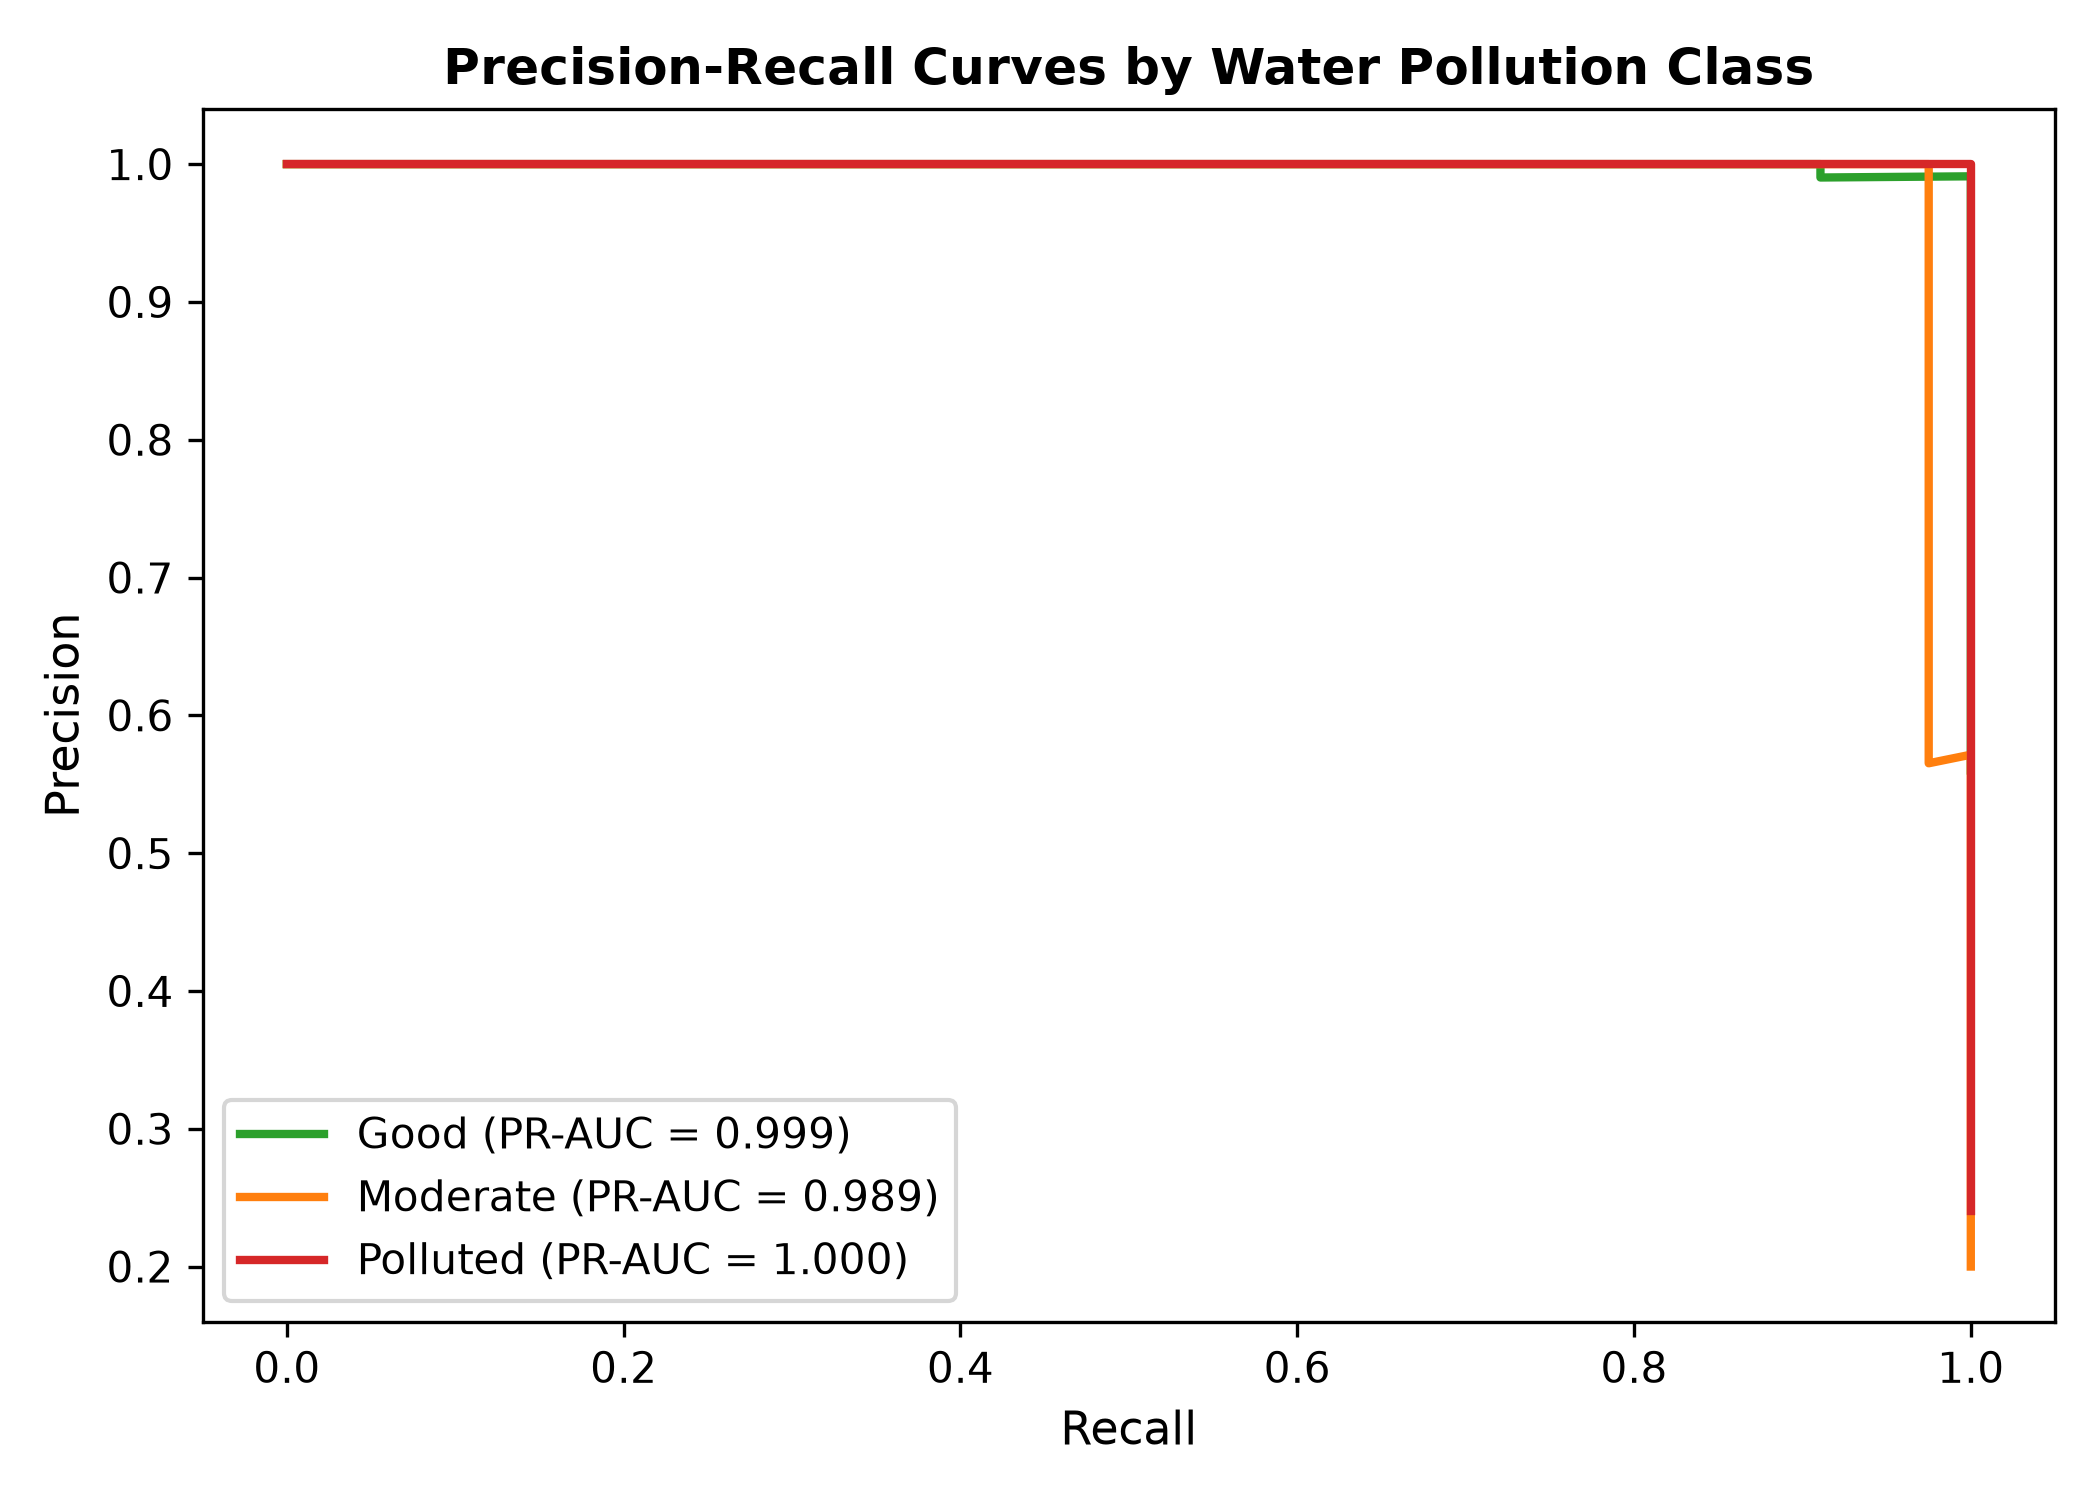 Precision-Recall Curves by Water Pollution Class
1.0
0.9
0.8
0.7
0.6
0.5
0.4
0.3
0.2
Precision
Good (PR-AUC = 0.999)
Moderate (PR-AUC = 0.989)
Polluted (PR-AUC = 1.000)
0.0 0.2 0.4 0.6 0.8 1.0
Recall